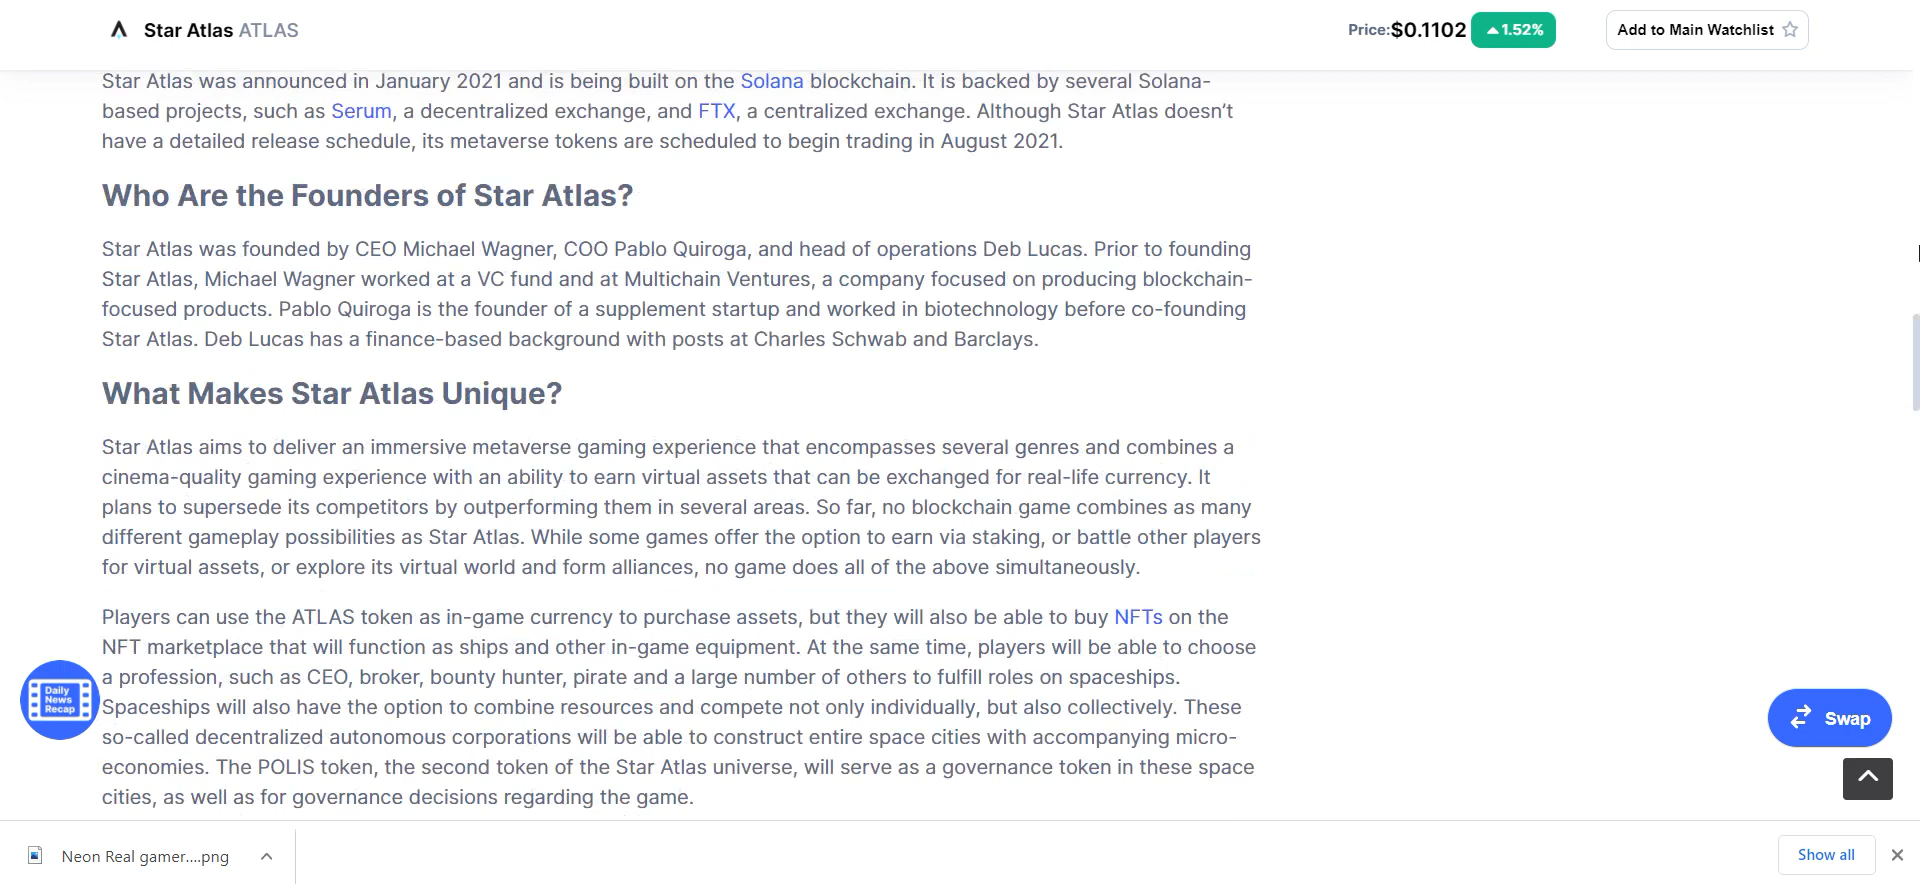 Star Atlas ATLAS
Price:$0.1102 1.52%
Add to Main Watchlist
Star Atlas was announced in January 2021 and is being built on the Solana blockchain. It is backed by several Solana-
based projects, such as Serum, a decentralized exchange, and FTX, a centralized exchange. Although Star Atlas doesn’t
have a detailed release schedule, its metaverse tokens are scheduled to begin trading in August 2021.
Who Are the Founders of Star Atlas?
Star Atlas was founded by CEO Michael Wagner, COO Pablo Quiroga, and head of operations Deb Lucas. Prior to founding
Star Atlas, Michael Wagner worked at a VC fund and at Multichain Ventures, a company focused on producing blockchain-
focused products. Pablo Quiroga is the founder of a supplement startup and worked in biotechnology before co-founding
Star Atlas. Deb Lucas has a finance-based background with posts at Charles Schwab and Barclays.
What Makes Star Atlas Unique?
Star Atlas aims to deliver an immersive metaverse gaming experience that encompasses several genres and combines a
cinema-quality gaming experience with an ability to earn virtual assets that can be exchanged for real-life currency. It
plans to supersede its competitors by outperforming them in several areas. So far, no blockchain game combines as many
different gameplay possibilities as Star Atlas. While some games offer the option to earn via staking, or battle other players
for virtual assets, or explore its virtual world and form alliances, no game does all of the above simultaneously.
Players can use the ATLAS token as in-game currency to purchase assets, but they will also be able to buy NFTs on the
NFT marketplace that will function as ships and other in-game equipment. At the same time, players will be able to choose
a profession, such as CEO, broker, bounty hunter, pirate and a large number of others to fulfill roles on spaceships.
Spaceships will also have the option to combine resources and compete not only individually, but also collectively. These
so-called decentralized autonomous corporations will be able to construct entire space cities with accompanying micro-
economies. The POLIS token, the second token of the Star Atlas universe, will serve as a governance token in these space
cities, as well as for governance decisions regarding the game.
Daily
News
Recap
Swap
Neon Real gamer....png
Show all